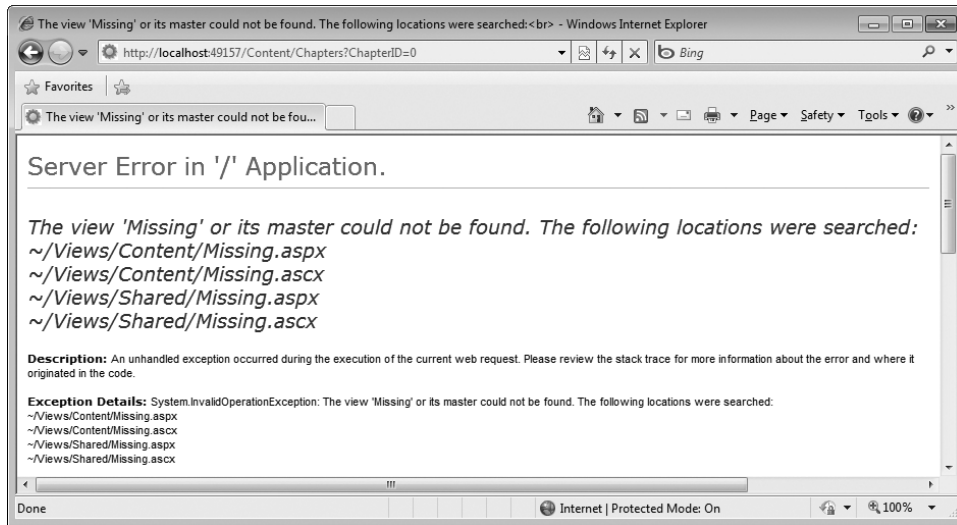 The view 'Missing' or its master could not be found. The following locations were searched:<br> - Windows Internet Explorer
http://localhost:49157/Content/Chapters?ChapterID=0
Bing
Favorites
The view 'Missing' or its master could not be fou...
Page Safety Tools
Server Error in '/' Application.
The view 'Missing' or its master could not be found. The following locations were searched:
~/Views/Content/Missing.aspx
~/Views/Content/Missing.ascx
~/Views/Shared/Missing.aspx
~/Views/Shared/Missing.ascx
Description: An unhandled exception occurred during the execution of the current web request. Please review the stack trace for more information about the error and where it
originated in the code.
Exception Details: System.InvalidOperationException: The view 'Missing' or its master could not be found. The following locations were searched:
~/Views/Content/Missing.aspx
~/Views/Content/Missing.ascx
~/Views/Shared/Missing.aspx
~/Views/Shared/Missing.ascx
Done
Internet | Protected Mode: On
100%